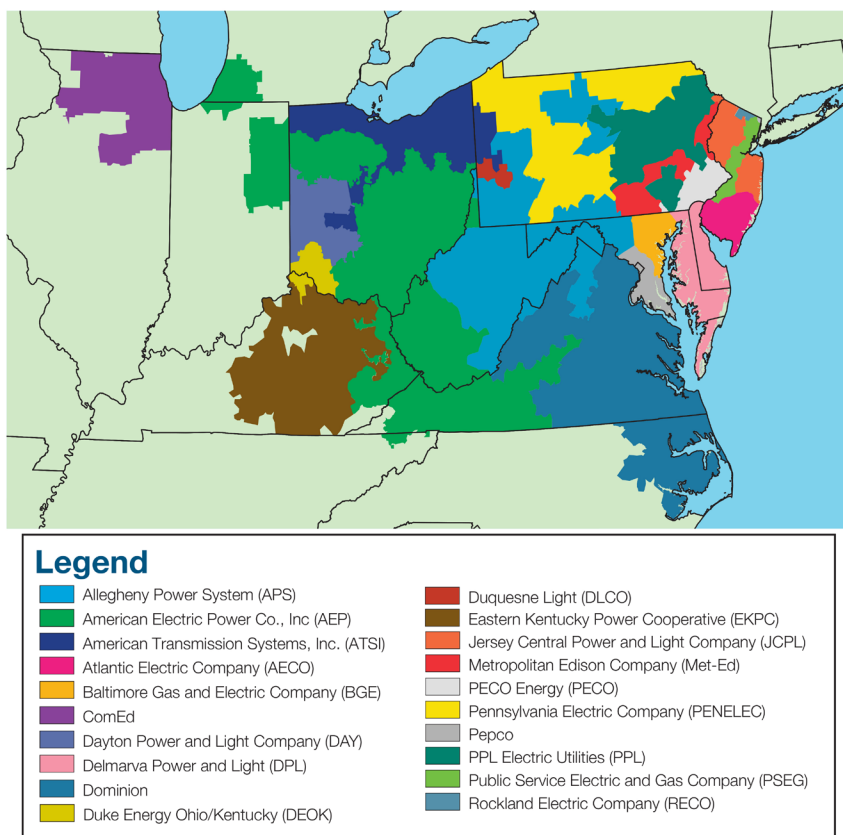 Legend
Allegheny Power System (APS)
American Electric Power Co., Inc (AEP)
American Transmission Systems, Inc. (ATSI)
Atlantic Electric Company (AECO)
Baltimore Gas and Electric Company (BGE)
ComEd
Dayton Power and Light Company (DAY)
Delmarva Power and Light (DPL)
Dominion
Duke Energy Ohio/Kentucky (DEOK)
Duquesne Light (DLCO)
Eastern Kentucky Power Cooperative (EKPC)
Jersey Central Power and Light Company (JCPL)
Metropolitan Edison Company (Met-Ed)
PECO Energy (PECO)
Pennsylvania Electric Company (PENELEC)
Pepco
PPL Electric Utilities (PPL)
Public Service Electric and Gas Company (PSEG)
Rockland Electric Company (RECO)